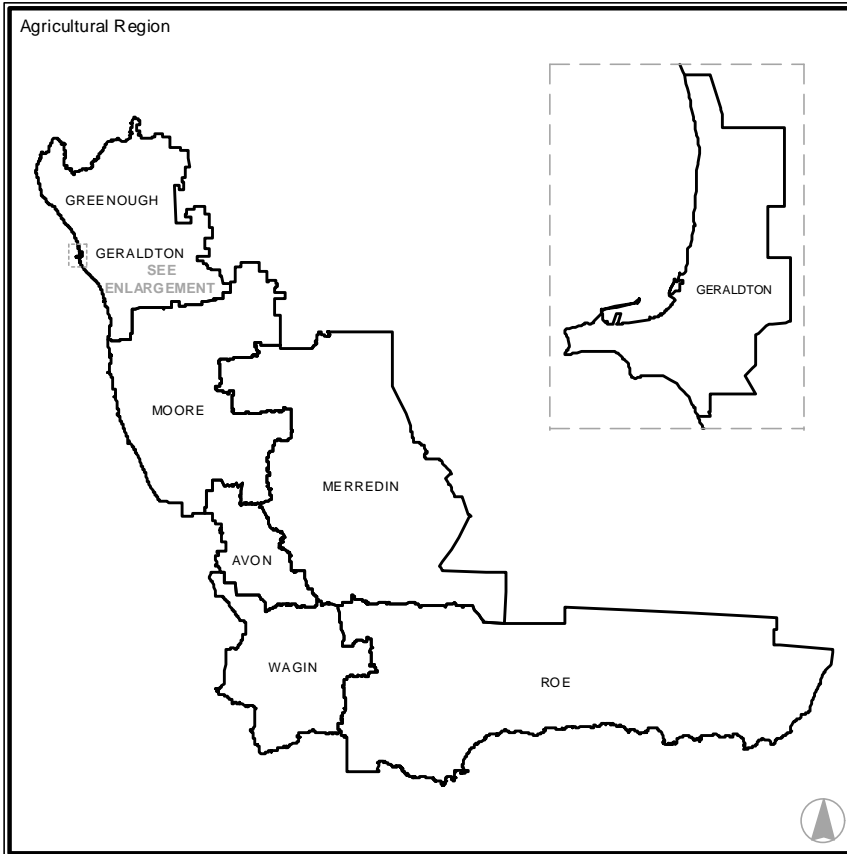 Agricultural Region
GREENOUGH
GERALDTON
SEE
ENLARGEMENT
GERALDTON
MOORE
MERREDIN
AVON
WAGIN
ROE